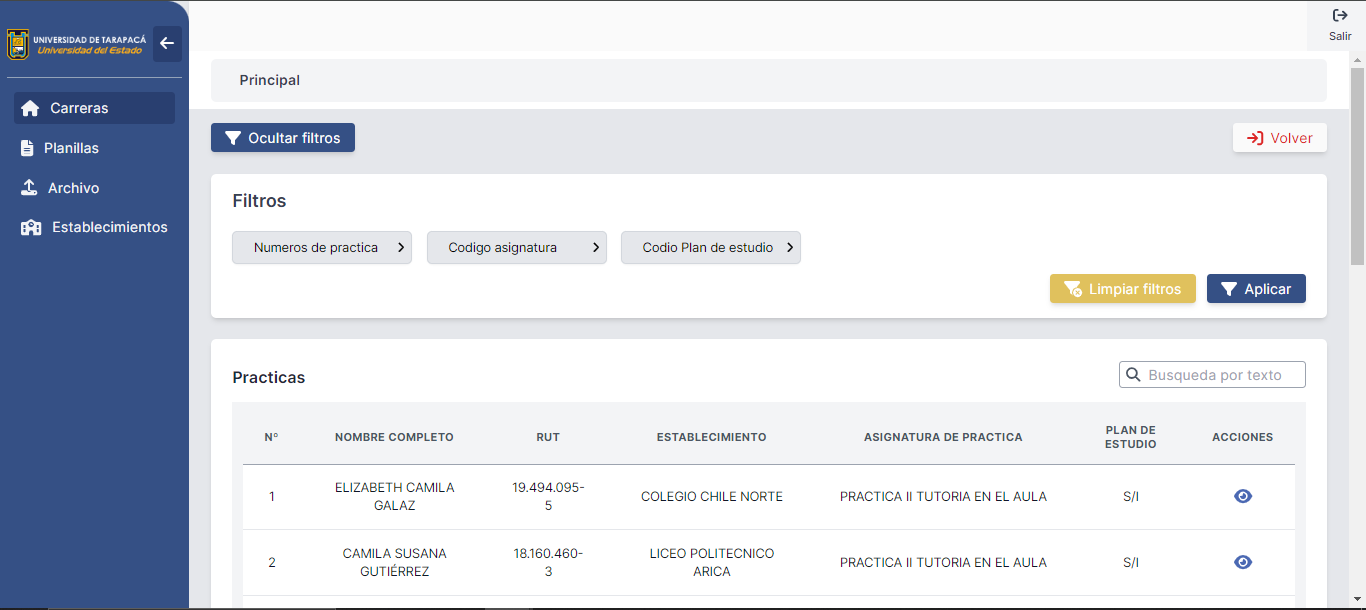 UNIVERSIDAD DE TARAPACÁ
Universidad del Estado
Salir
Carreras
Planillas
Archivo
Establecimientos
Principal
Ocultar filtros
Volver
Filtros
Numeros de practica
Codigo asignatura
Codio Plan de estudio
Limpiar filtros
Aplicar
Practicas
Busqueda por texto
Nº NOMBRE COMPLETO RUT ESTABLECIMIENTO ASIGNATURA DE PRACTICA PLAN DE ESTUDIO ACCIONES
1 ELIZABETH CAMILA GALAZ 19.494.095-5 COLEGIO CHILE NORTE PRACTICA II TUTORIA EN EL AULA S/I
2 CAMILA SUSANA GUTIÉRREZ 18.160.460-3 LICEO POLITECNICO ARICA PRACTICA II TUTORIA EN EL AULA S/I